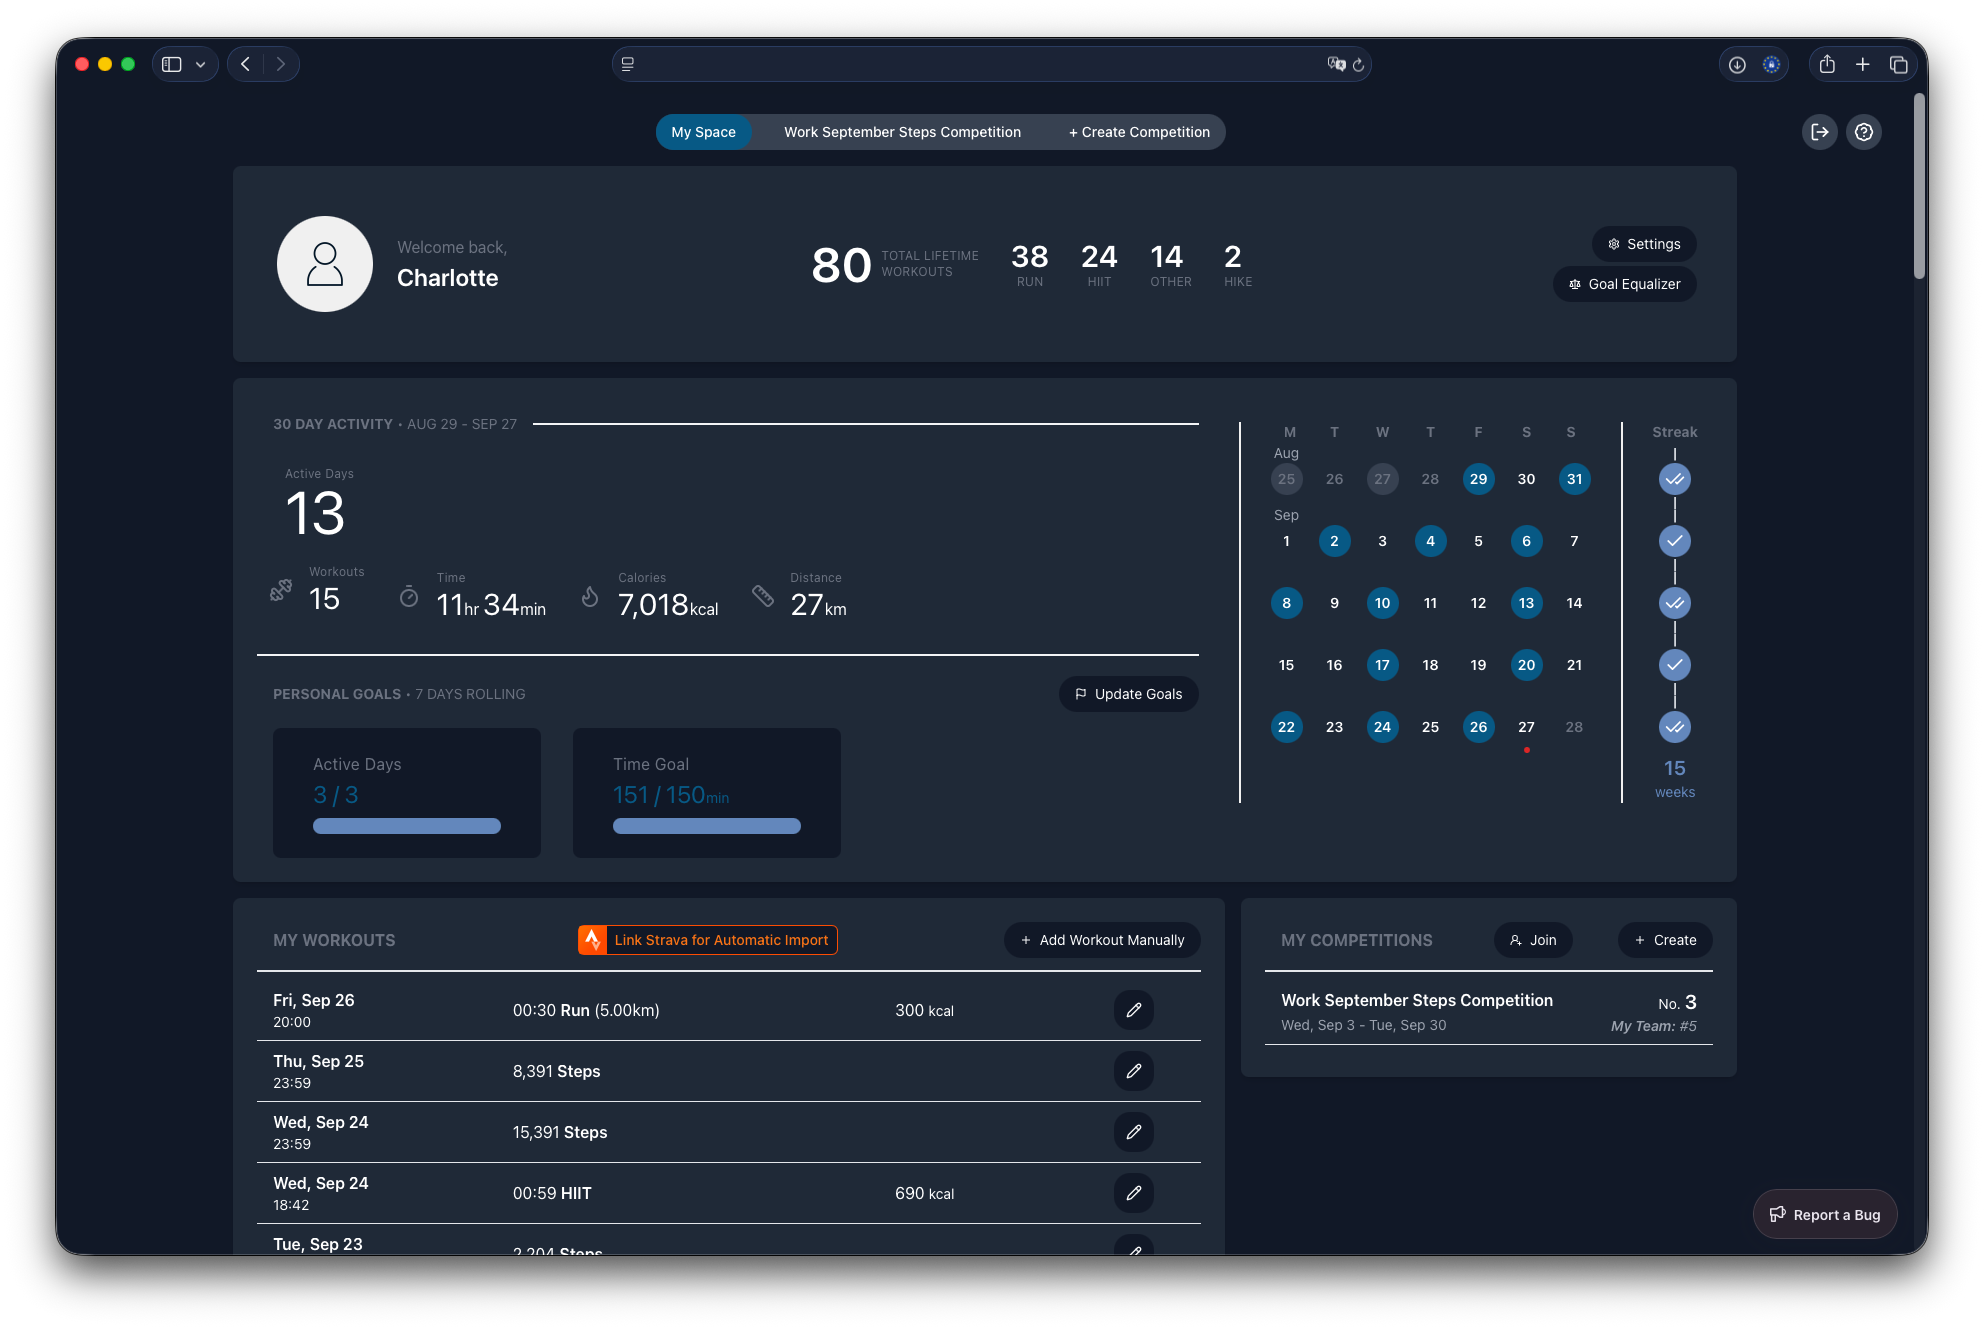 My Space Work September Steps Competition + Create Competition
Welcome back,
Charlotte
80 TOTAL LIFETIME WORKOUTS
38 RUN
24 HIIT
14 OTHER
2 HIKE
Settings
Goal Equalizer
30 DAY ACTIVITY • AUG 29 - SEP 27
Active Days
13
Workouts
15
Time
11hr 34min
Calories
7,018kcal
Distance
27km
PERSONAL GOALS • 7 DAYS ROLLING
Update Goals
Active Days
3 / 3
Time Goal
151 / 150min
M T W T F S S
Aug
25 26 27 28 29 30 31
Sep
1 2 3 4 5 6 7
8 9 10 11 12 13 14
15 16 17 18 19 20 21
22 23 24 25 26 27 28
Streak
15
weeks
MY WORKOUTS
Link Strava for Automatic Import
+ Add Workout Manually
Fri, Sep 26
20:00
00:30 Run (5.00km)
300 kcal
Thu, Sep 25
23:59
8,391 Steps
Wed, Sep 24
23:59
15,391 Steps
Wed, Sep 24
18:42
00:59 HIIT
690 kcal
Tue, Sep 23
2,204 Steps
MY COMPETITIONS
Join
+ Create
Work September Steps Competition
Wed, Sep 3 - Tue, Sep 30
No. 3
My Team: #5
Report a Bug